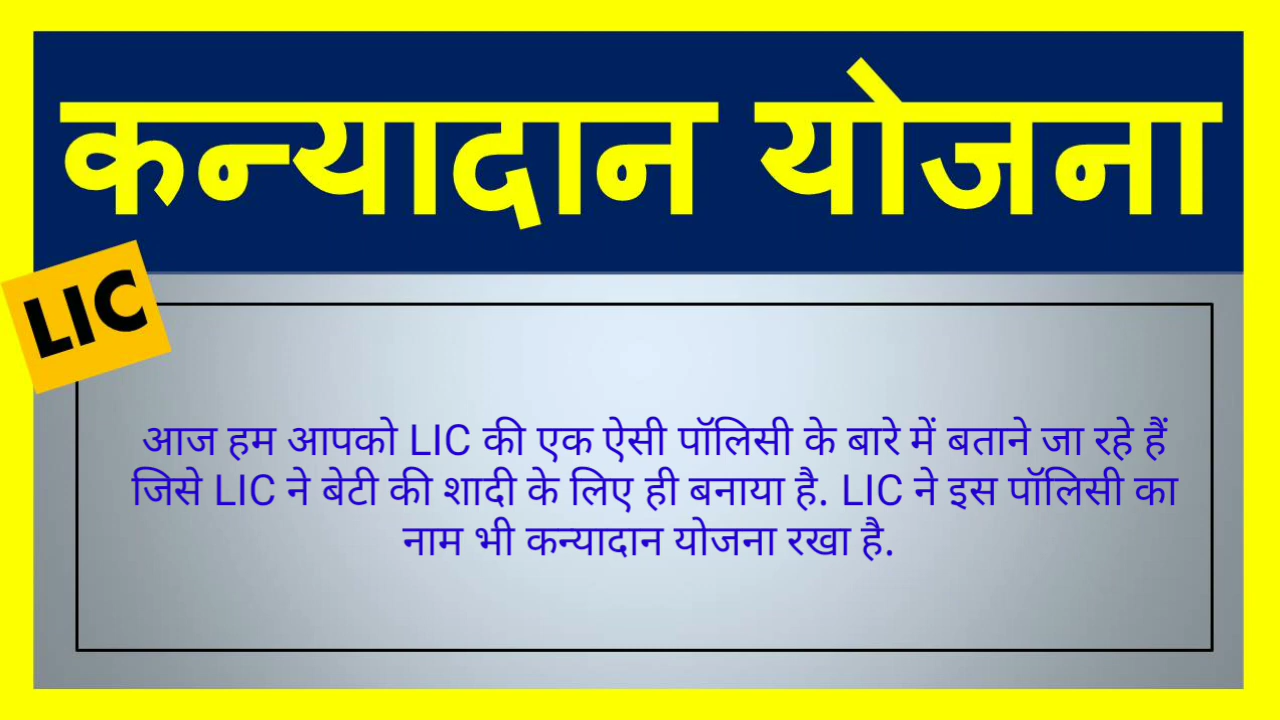 कन्यादान योजना
LIC
आज हम आपको LIC की एक ऐसी पॉलिसी के बारे में बताने जा रहे हैं
जिसे LIC ने बेटी की शादी के लिए ही बनाया है. LIC ने इस पॉलिसी का
नाम भी कन्यादान योजना रखा है.